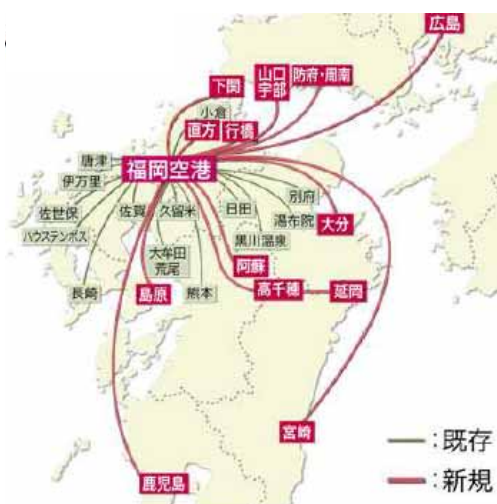 広島
山口
宇部
防府・周南
下関
小倉
直方
行橋
唐津
福岡空港
伊万里
佐世保
佐賀
久留米
日田
別府
湯布院
大分
ハウステンボス
黒川温泉
大牟田
荒尾
阿蘇
長崎
島原
熊本
高千穂
延岡
宮崎
鹿児島
：既存
：新規